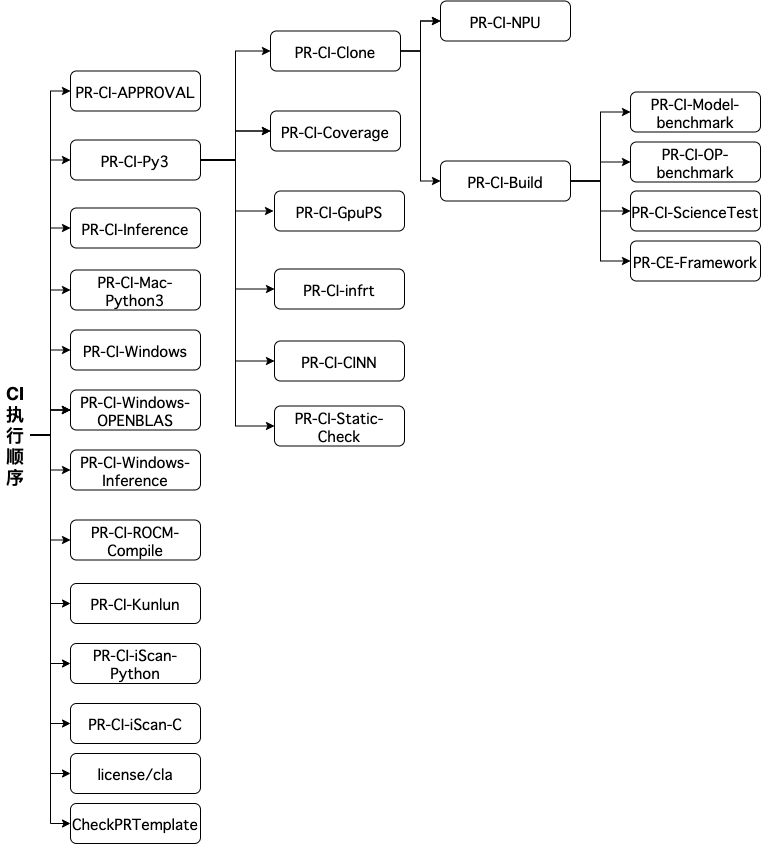 CI
执
行
顺
序
PR-CI-APPROVAL
PR-CI-Py3
PR-CI-Inference
PR-CI-Mac-
Python3
PR-CI-Windows
PR-CI-Windows-
OPENBLAS
PR-CI-Windows-
Inference
PR-CI-ROCM-
Compile
PR-CI-Kunlun
PR-CI-iScan-
Python
PR-CI-iScan-C
license/cla
CheckPRTemplate
PR-CI-Clone
PR-CI-Coverage
PR-CI-GpuPS
PR-CI-infrt
PR-CI-CINN
PR-CI-Static-
Check
PR-CI-NPU
PR-CI-Build
PR-CI-Model-
benchmark
PR-CI-OP-
benchmark
PR-CI-ScienceTest
PR-CE-Framework